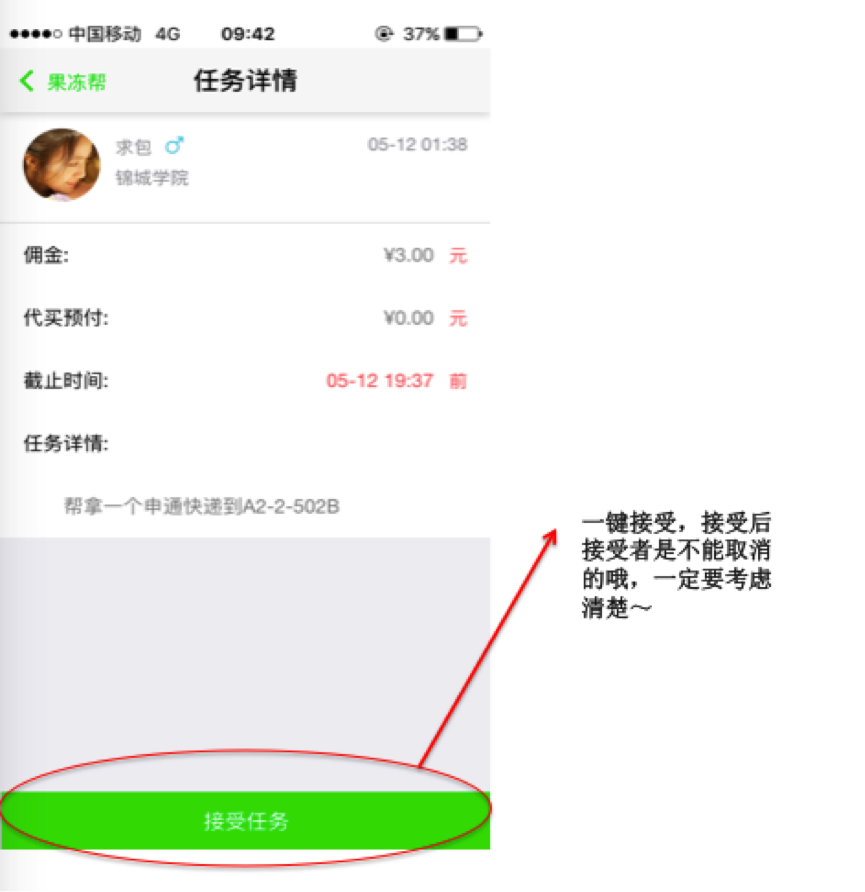 中国移动 4G 09:42 37%
果冻帮 任务详情
求包 ♂ 05-12 01:38
锦城学院
佣金: ¥3.00 元
代买预付: ¥0.00 元
截止时间: 05-12 19:37 前
任务详情:
帮拿一个申通快递到A2-2-502B
一键接受，接受后
接受者是不能取消
的哦，一定要考虑
清楚～
接受任务